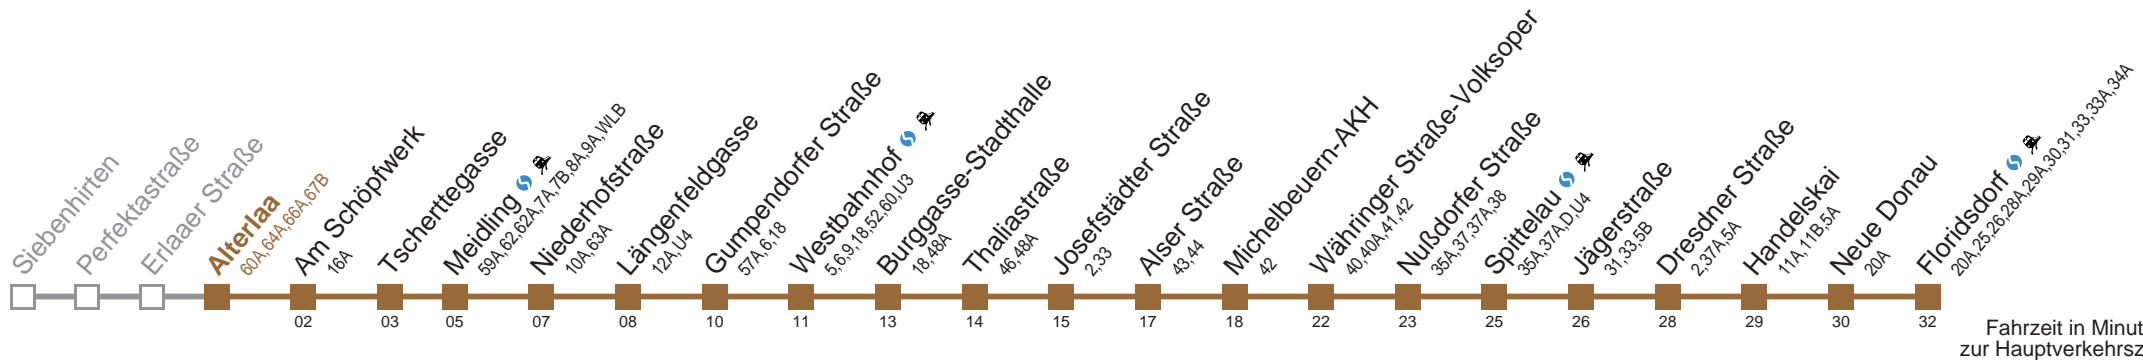 Siebenhirten
Perfektastraße
Erlaaer Straße
Alterlaa
60A,64A,66A,67B
Am Schöpfwerk
16A
Tscherttegasse
Meidling
59A,62,62A,7A,7B,8A,9A,WLB
Niederhofstraße
10A,63A
Längenfeldgasse
12A,U4
Gumpendorfer Straße
57A,6,18
Westbahnhof
5,6,9,18,52,60,U3
Burggasse-Stadthalle
18,48A
Thaliastraße
46,48A
Josefstädter Straße
2,33
Alser Straße
43,44
Michelbeuern-AKH
42
Währinger Straße-Volksoper
40,40A,41,42
Nußdorfer Straße
35A,37,37A,38
Spittelau
35A,37A,D,U4
Jägerstraße
31,33,5B
Dresdner Straße
2,37A,5A
Handelskai
11A,11B,5A
Neue Donau
20A
Floridsdorf
20A,25,26,28A,29A,30,31,33,33A,34A
02 03 05 07 08 10 11 13 14 15 17 18 22 23 25 26 28 29 30 32
Fahrzeit in Minut
zur Hauptverkehrsz